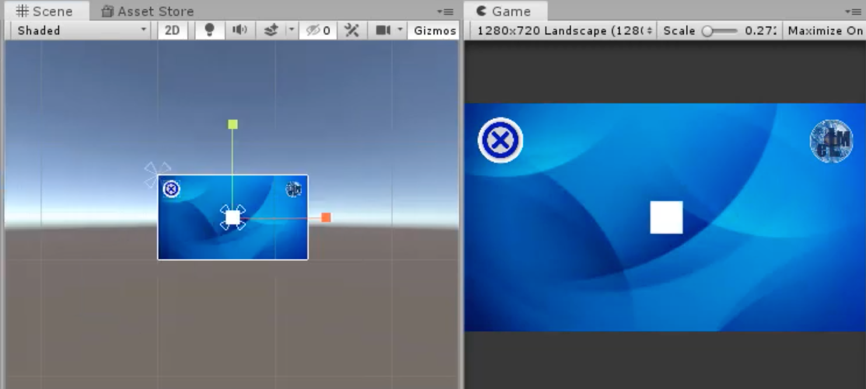 Scene
Asset Store
Game
Shaded
2D
0
Gizmos
1280x720 Landscape (128(
Scale
0.27:
Maximize On